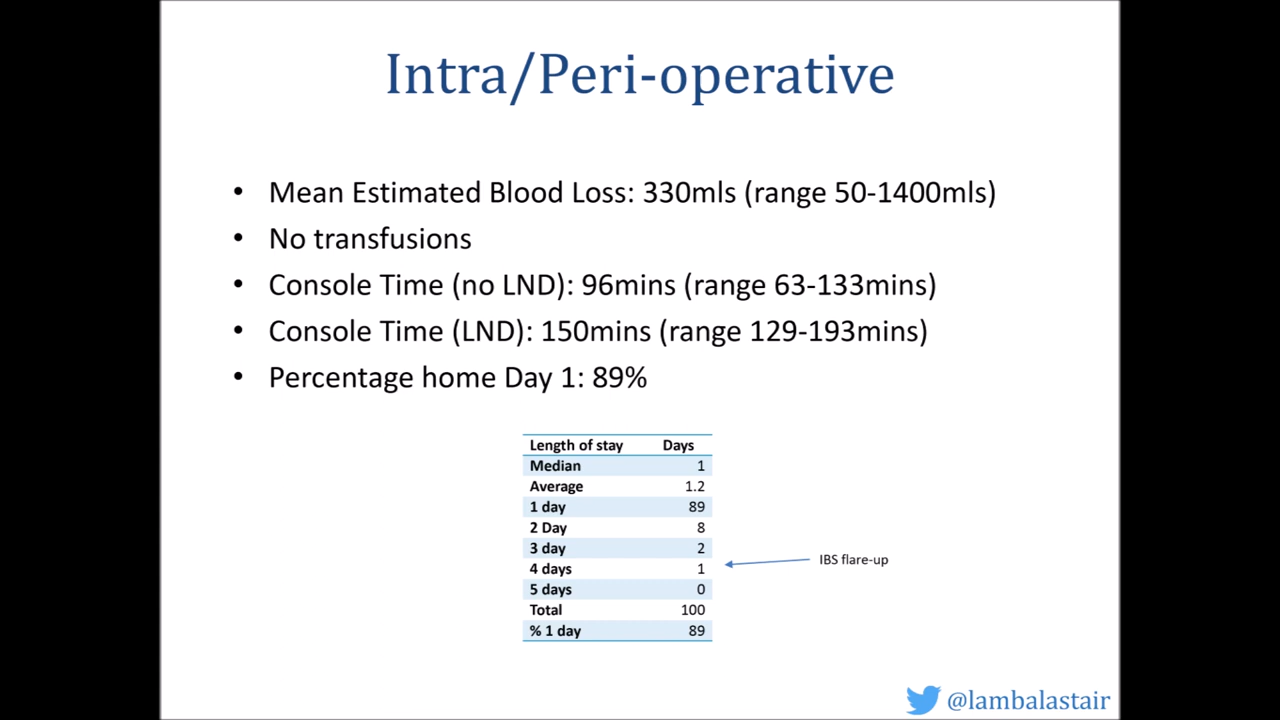 Intra/Peri-operative
• Mean Estimated Blood Loss: 330mls (range 50-1400mls)
• No transfusions
• Console Time (no LND): 96mins (range 63-133mins)
• Console Time (LND): 150mins (range 129-193mins)
• Percentage home Day 1: 89%
Length of stay Days
Median 1
Average 1.2
1 day 89
2 Day 8
3 day 2
4 days 1
IBS flare-up
5 days 0
Total 100
% 1 day 89
@lambalastair